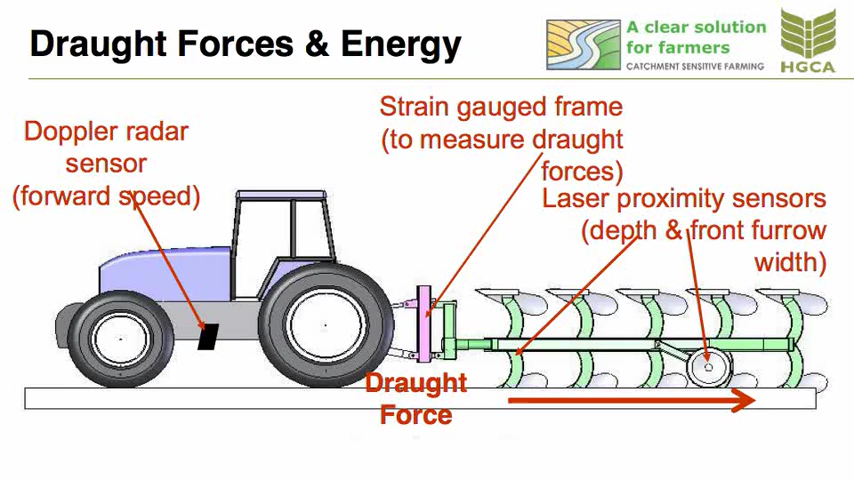 Draught Forces & Energy
A clear solution
for farmers
CATCHMENT SENSITIVE FARMING
HGCA
Doppler radar
sensor
(forward speed)
Strain gauged frame
(to measure draught
forces)
Laser proximity sensors
(depth & front furrow
width)
Draught
Force